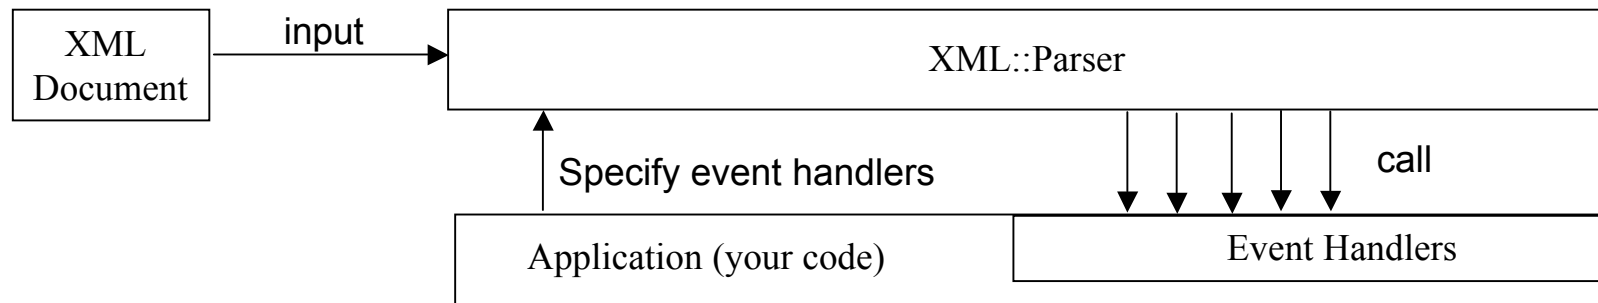 XML
Document
input
XML::Parser
Specify event handlers
call
Application (your code)
Event Handlers